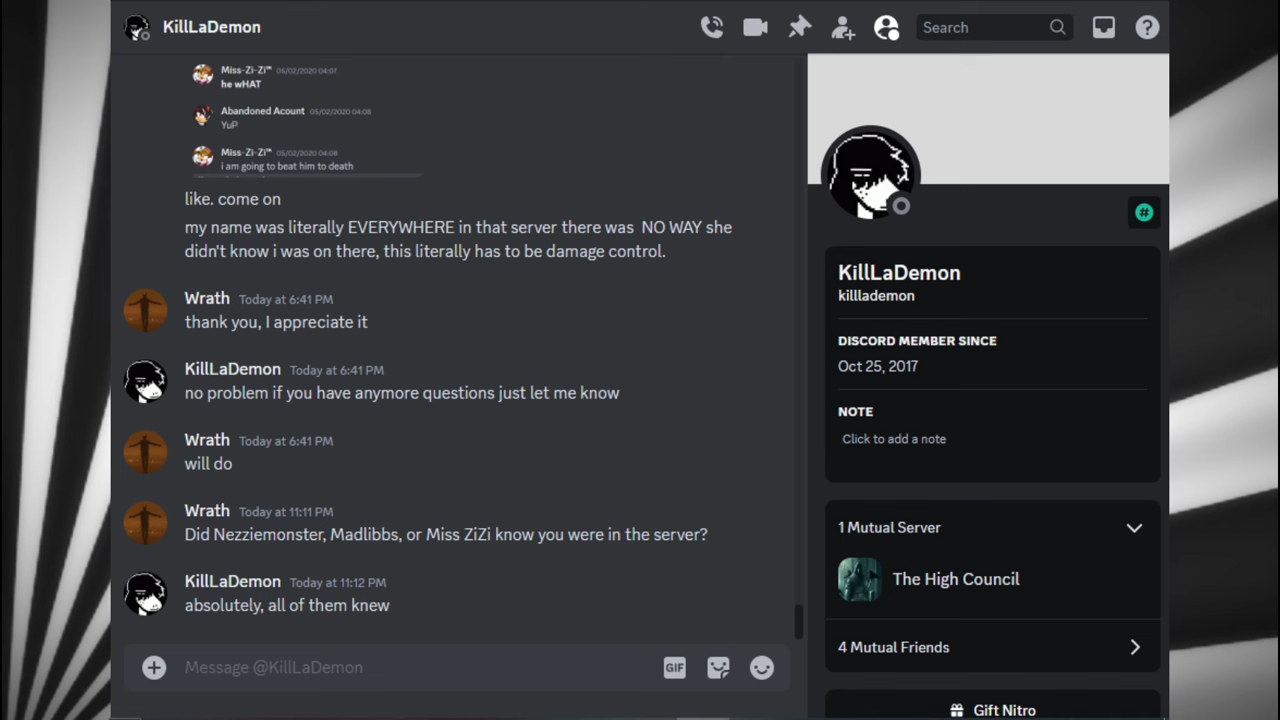 KillLaDemon
Search
Miss-Zi-Zi™ 05/02/2020 04:07
he wHAT
Abandoned Acount 05/02/2020 04:08
YuP
Miss-Zi-Zi™ 05/02/2020 04:08
i am going to beat him to death
like. come on
my name was literally EVERYWHERE in that server there was NO WAY she
didn't know i was on there, this literally has to be damage control.
Wrath Today at 6:41 PM
thank you, I appreciate it
KillLaDemon Today at 6:41 PM
no problem if you have anymore questions just let me know
Wrath Today at 6:41 PM
will do
Wrath Today at 11:11 PM
Did Nezziemonster, Madlibbs, or Miss ZiZi know you were in the server?
KillLaDemon Today at 11:12 PM
absolutely, all of them knew
Message @KillLaDemon
GIF
KillLaDemon
killlademon
DISCORD MEMBER SINCE
Oct 25, 2017
NOTE
Click to add a note
1 Mutual Server
The High Council
4 Mutual Friends
Gift Nitro